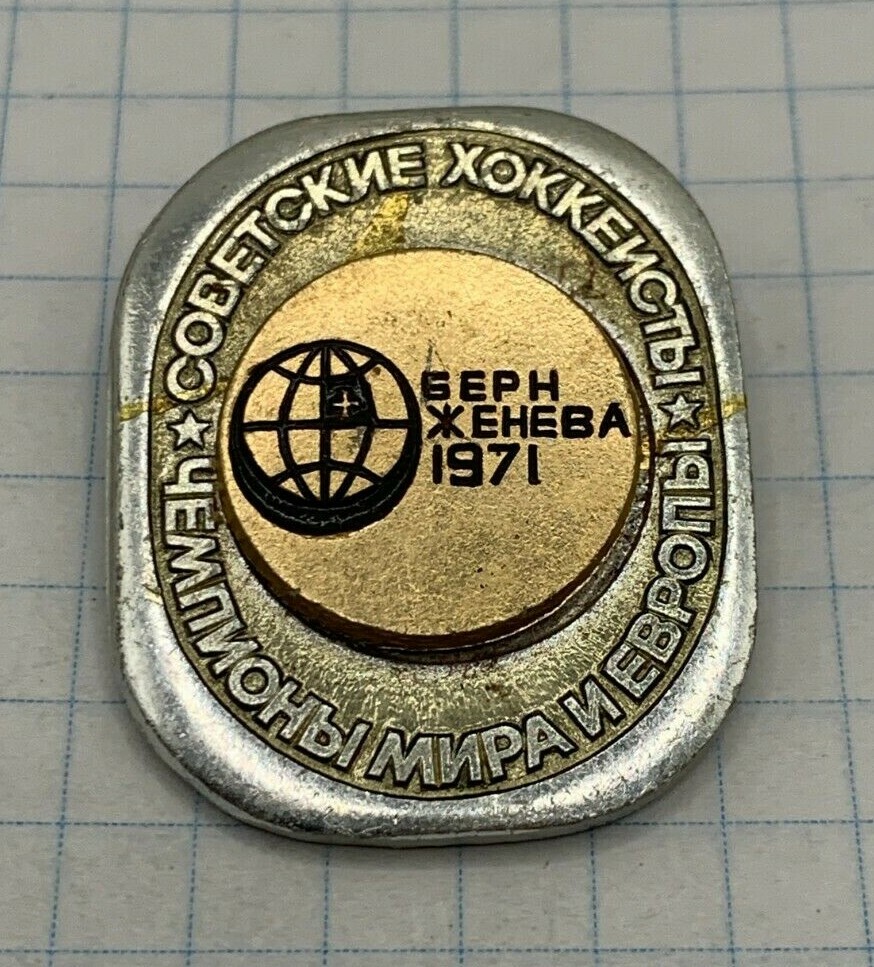 СОВЕТСКИЕ ХОККЕИСТЫ
БЕРН
ЖЕНЕВА
1971
ЧЕМПИОНЫ МИРА И ЕВРОПЫ